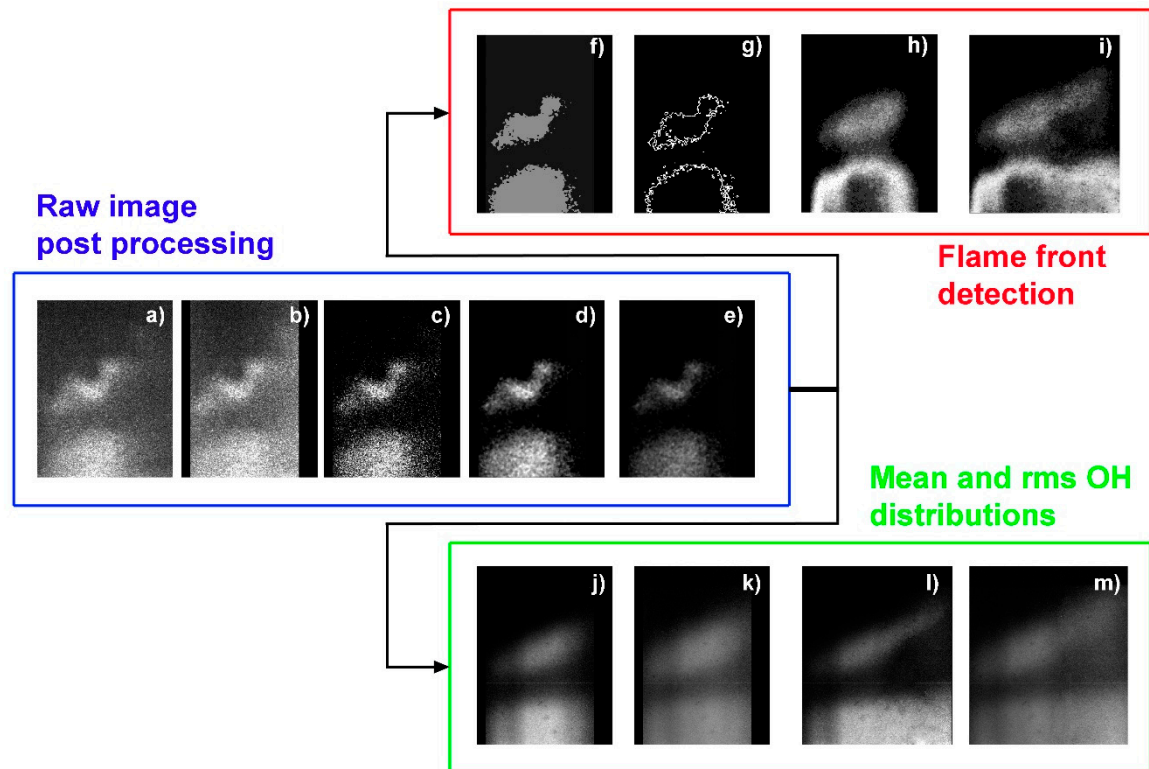 f)
g)
h)
i)
Raw image
post processing
Flame front
detection
a)
b)
c)
d)
e)
Mean and rms OH
distributions
j)
k)
l)
m)